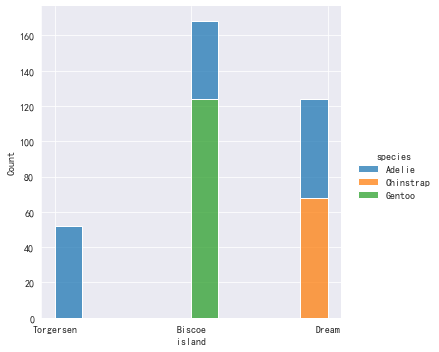 160
140
120
100
80
60
40
20
0
Count
Torgersen Biscoe Dream
island
species
Adelie
Chinstrap
Gentoo